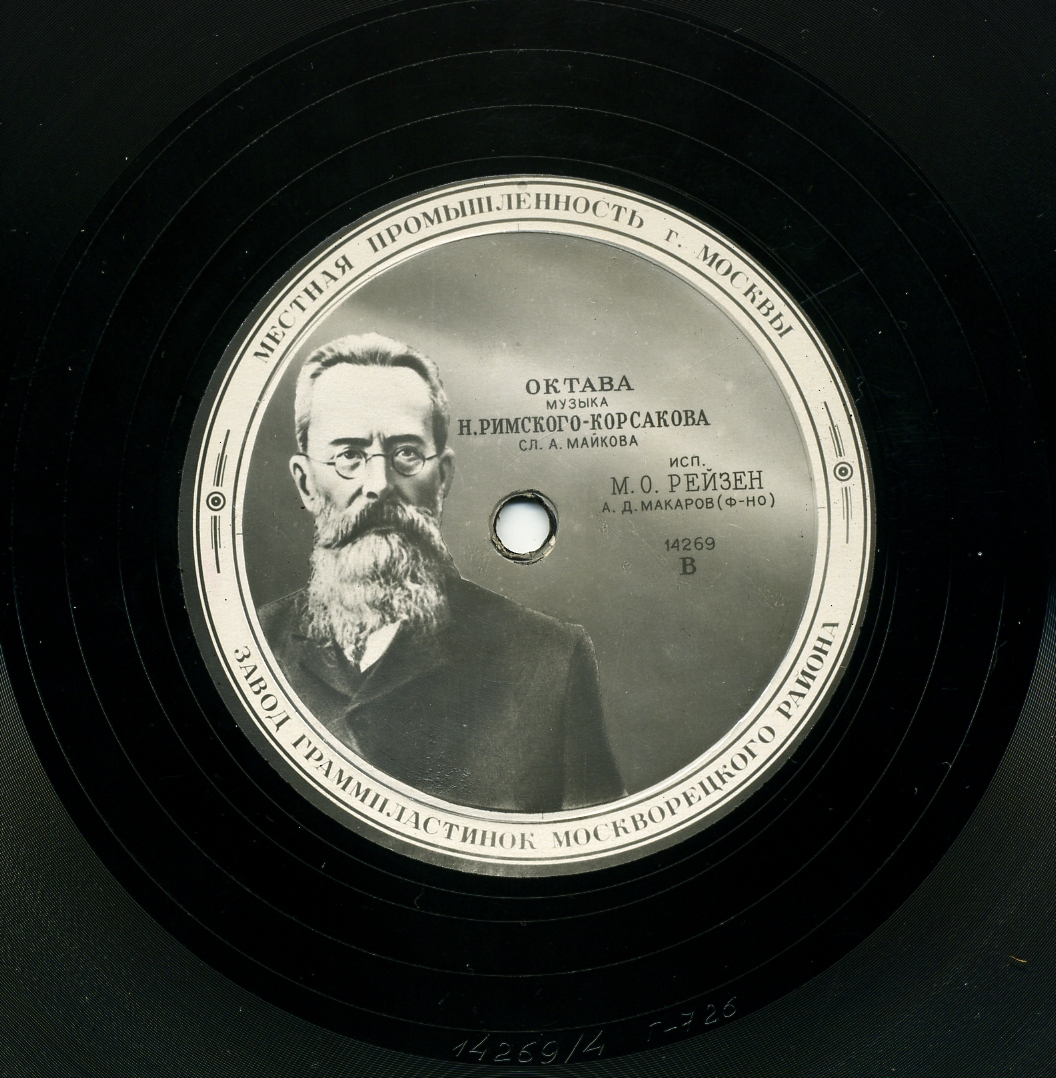 МЕСТНАЯ ПРОМЫШЛЕННОСТЬ г. МОСКВЫ
ОКТАВА
МУЗЫКА
Н.РИМСКОГО-КОРСАКОВА
СЛ. А. МАЙКОВА
ИСП.
М. О. РЕЙЗЕН
А. Д. МАКАРОВ (Ф-НО)
14269
В
ЗАВОД ГРАММПЛАСТИНОК МОСКВОРЕЦКОГО РАЙОНА
14269/4 Г-726